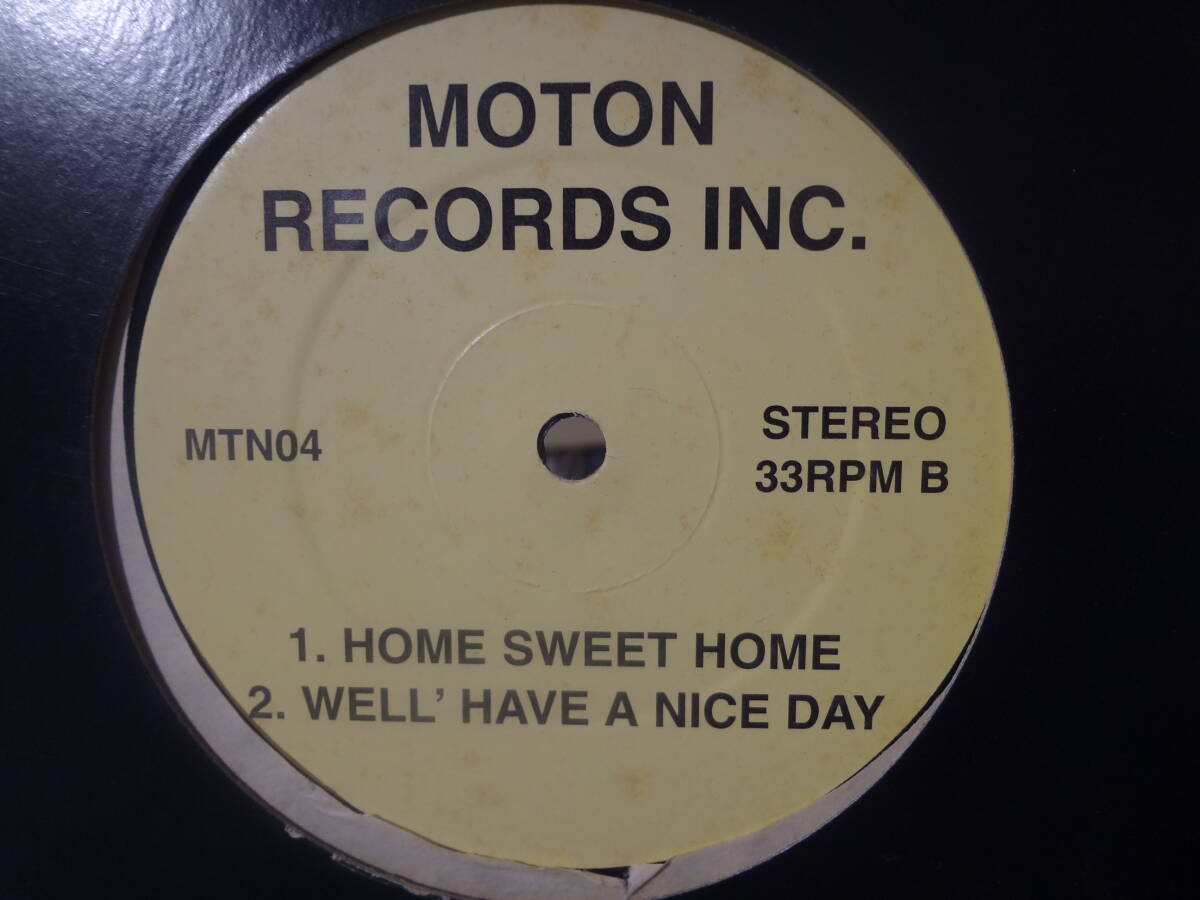 MOTON
RECORDS INC.
MTN04
STEREO
33RPM B
1. HOME SWEET HOME
2. WELL’ HAVE A NICE DAY